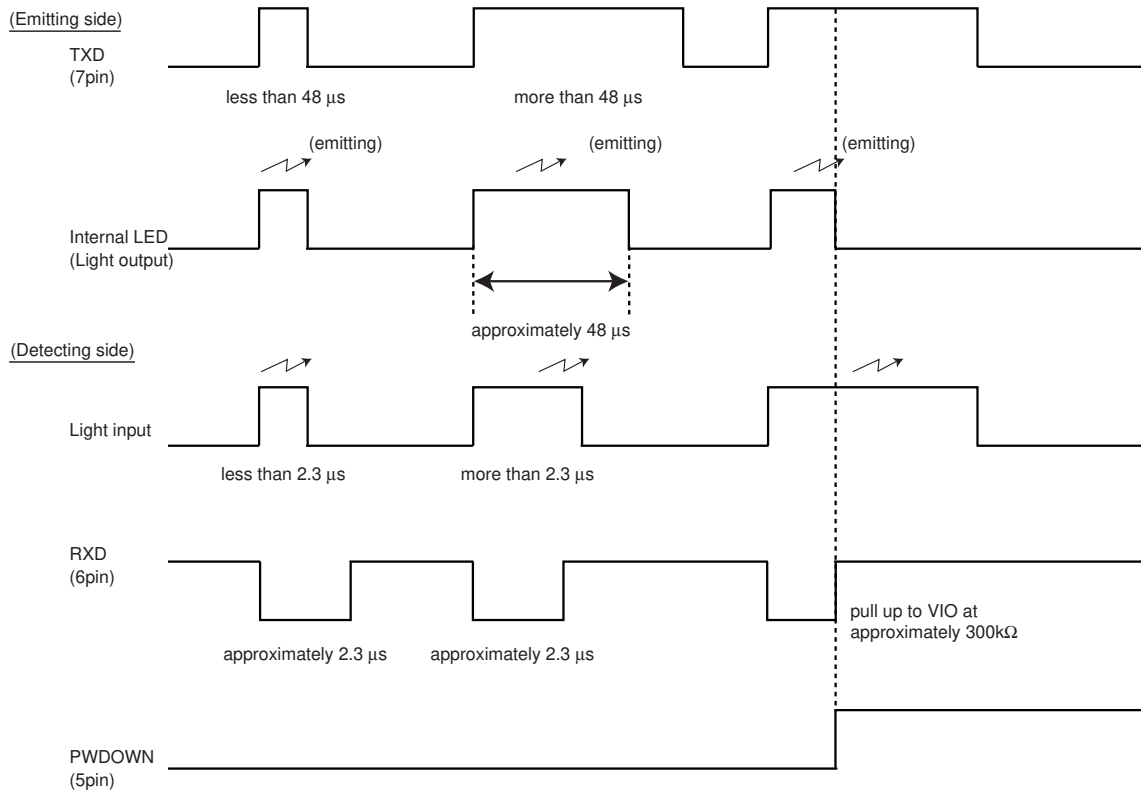 (Emitting side)
TXD
(7pin)
less than 48 µs
more than 48 µs
(emitting)
(emitting)
(emitting)
Internal LED
(Light output)
approximately 48 µs
(Detecting side)
Light input
less than 2.3 µs
more than 2.3 µs
RXD
(6pin)
pull up to VIO at
approximately 300kΩ
approximately 2.3 µs
approximately 2.3 µs
PWDOWN
(5pin)